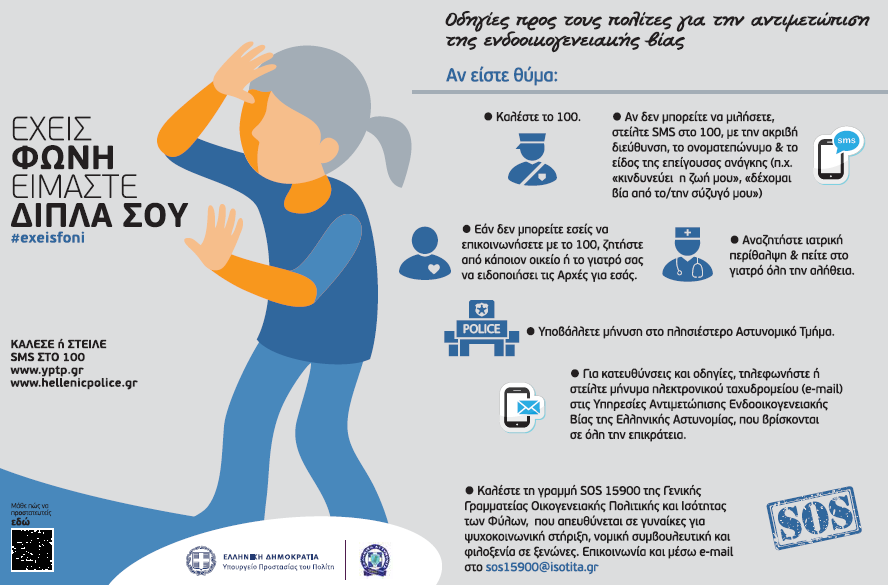 Οδηγίες προς τους πολίτες για την αντιμετώπιση
της ενδοοικογενειακής βίας
Αν είστε θύμα:
● Καλέστε το 100.
● Αν δεν μπορείτε να μιλήσετε,
στείλτε SMS στο 100, με την ακριβή
διεύθυνση, το ονοματεπώνυμο & το
είδος της επείγουσας ανάγκης (π.χ.
«κινδυνεύει η ζωή μου», «δέχομαι
βία από το/την σύζυγό μου»)
sms
ΕΧΕΙΣ
ΦΩΝΗ
ΕΙΜΑΣΤΕ
ΔΙΠΛΑ ΣΟΥ
#exeisfoni
● Εάν δεν μπορείτε εσείς να
επικοινωνήσετε με το 100, ζητήστε
από κάποιον οικείο ή το γιατρό σας
να ειδοποιήσει τις Αρχές για εσάς.
● Αναζητήστε ιατρική
περίθαλψη & πείτε στο
γιατρό όλη την αλήθεια.
POLICE
● Υποβάλλετε μήνυση στο πλησιέστερο Αστυνομικό Τμήμα.
ΚΑΛΕΣΕ ή ΣΤΕΙΛΕ
SMS ΣΤΟ 100
www.yptp.gr
www.hellenicpolice.gr
● Για κατευθύνσεις και οδηγίες, τηλεφωνήστε ή
στείλτε μήνυμα ηλεκτρονικού ταχυδρομείου (e-mail)
στις Υπηρεσίες Αντιμετώπισης Ενδοοικογενειακής
Βίας της Ελληνικής Αστυνομίας, που βρίσκονται
σε όλη την επικράτεια.
● Καλέστε τη γραμμή SOS 15900 της Γενικής
Γραμματείας Οικογενειακής Πολιτικής και Ισότητας
των Φύλων, που απευθύνεται σε γυναίκες για
ψυχοκοινωνική στήριξη, νομική συμβουλευτική και
φιλοξενία σε ξενώνες. Επικοινωνία και μέσω e-mail
στο sos15900@isotita.gr
SOS
Μάθε πώς να
προστατευτείς
εδώ
ΕΛΛΗΝΙΚΗ ΔΗΜΟΚΡΑΤΙΑ
Υπουργείο Προστασίας του Πολίτη